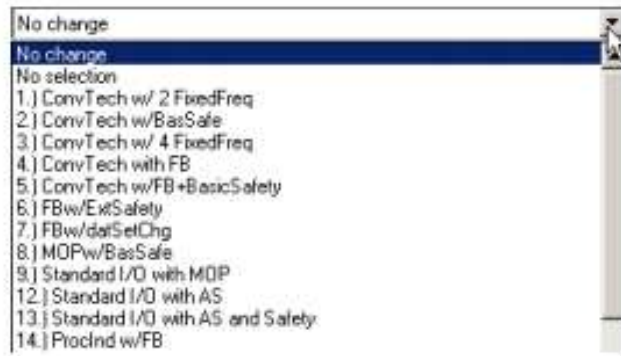 No change
No change
No selection
1.) ConvTech w/ 2 FixedFreq
2.) ConvTech w/BasSafe
3.) ConvTech w/ 4 FixedFreq
4.) ConvTech with FB
5.) ConvTech w/FB+BasicSafety
6.) FBw/ExtSafety
7.) FBw/datSetChg
8.) MOPw/BasSafe
9.) Standard I/O with MOP
12.) Standard I/O with AS
13.) Standard I/O with AS and Safety
14.) ProcInd w/FB